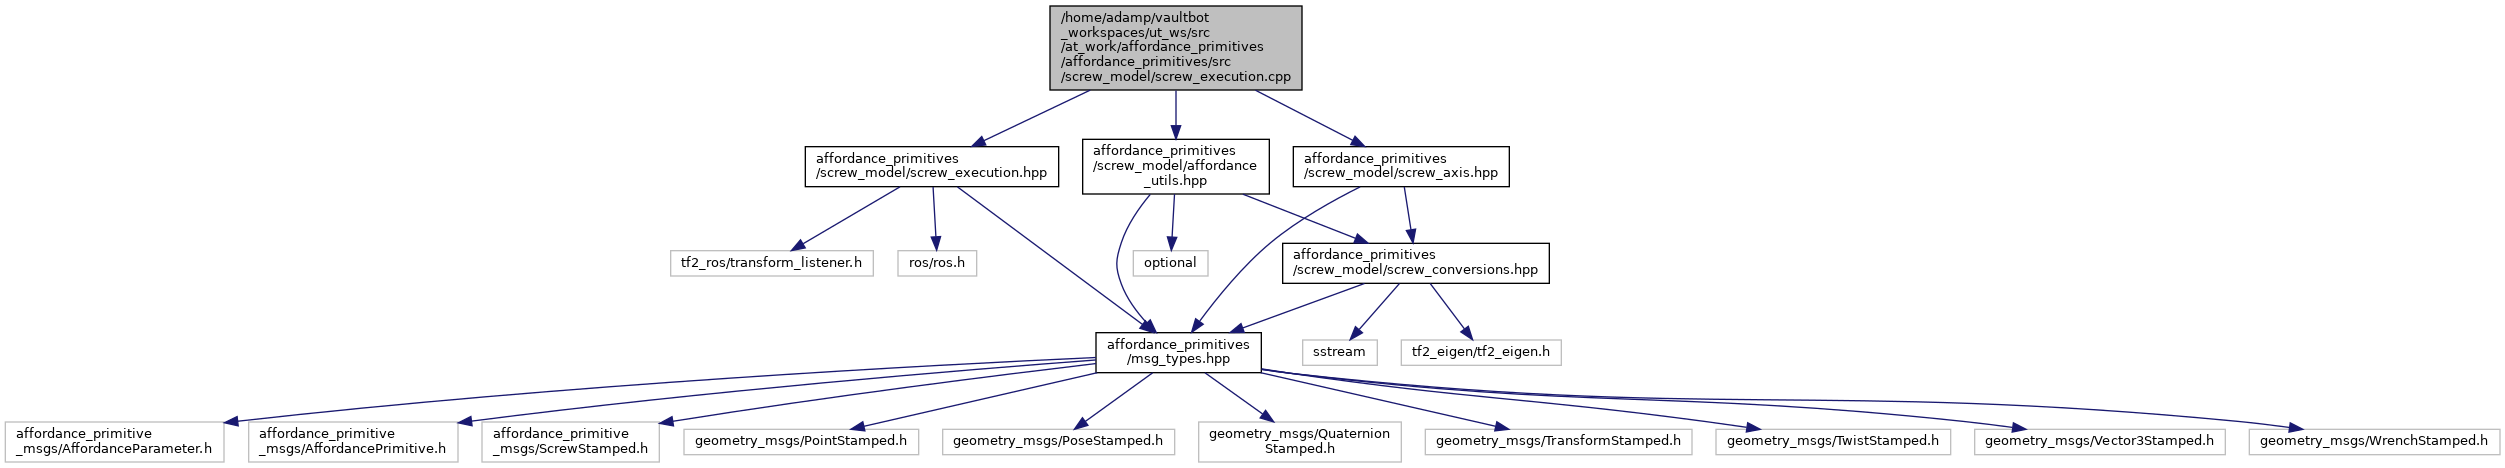 /home/adamp/vaultbot
_workspaces/ut_ws/src
/at_work/affordance_primitives
/affordance_primitives/src
/screw_model/screw_execution.cpp
affordance_primitives
/screw_model/screw_execution.hpp
affordance_primitives
/screw_model/affordance
_utils.hpp
affordance_primitives
/screw_model/screw_axis.hpp
tf2_ros/transform_listener.h
ros/ros.h
optional
affordance_primitives
/screw_model/screw_conversions.hpp
affordance_primitives
/msg_types.hpp
sstream
tf2_eigen/tf2_eigen.h
affordance_primitive
_msgs/AffordanceParameter.h
affordance_primitive
_msgs/AffordancePrimitive.h
affordance_primitive
_msgs/ScrewStamped.h
geometry_msgs/PointStamped.h
geometry_msgs/PoseStamped.h
geometry_msgs/Quaternion
Stamped.h
geometry_msgs/TransformStamped.h
geometry_msgs/TwistStamped.h
geometry_msgs/Vector3Stamped.h
geometry_msgs/WrenchStamped.h